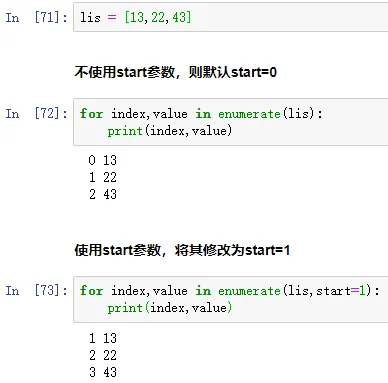 In [71]: lis = [13,22,43]
不使用start参数，则默认start=0
In [72]: for index,value in enumerate(lis):
    print(index,value)
0 13
1 22
2 43
使用start参数，将其修改为start=1
In [73]: for index,value in enumerate(lis,start=1):
    print(index,value)
1 13
2 22
3 43